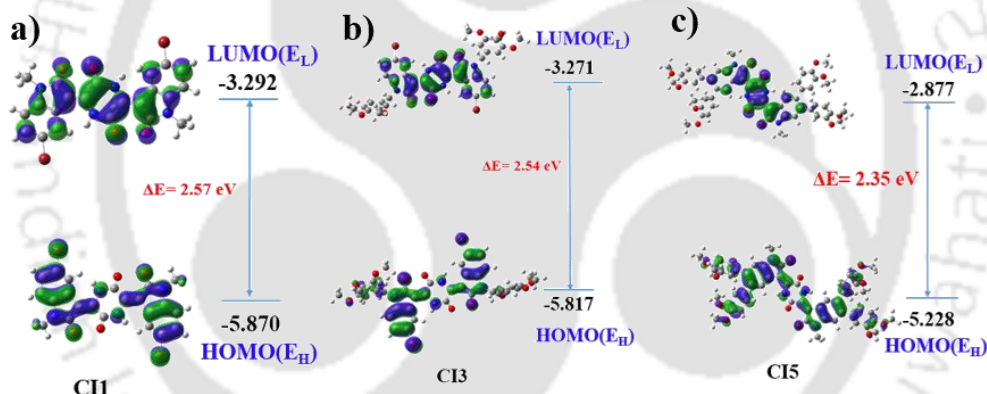 a)
LUMO(EL)
-3.292
ΔE= 2.57 eV
-5.870
HOMO(EH)
CI1
b)
LUMO(EL)
-3.271
ΔE= 2.54 eV
-5.817
HOMO(EH)
CI3
c)
LUMO(EL)
-2.877
ΔE= 2.35 eV
-5.228
HOMO(EH)
CI5